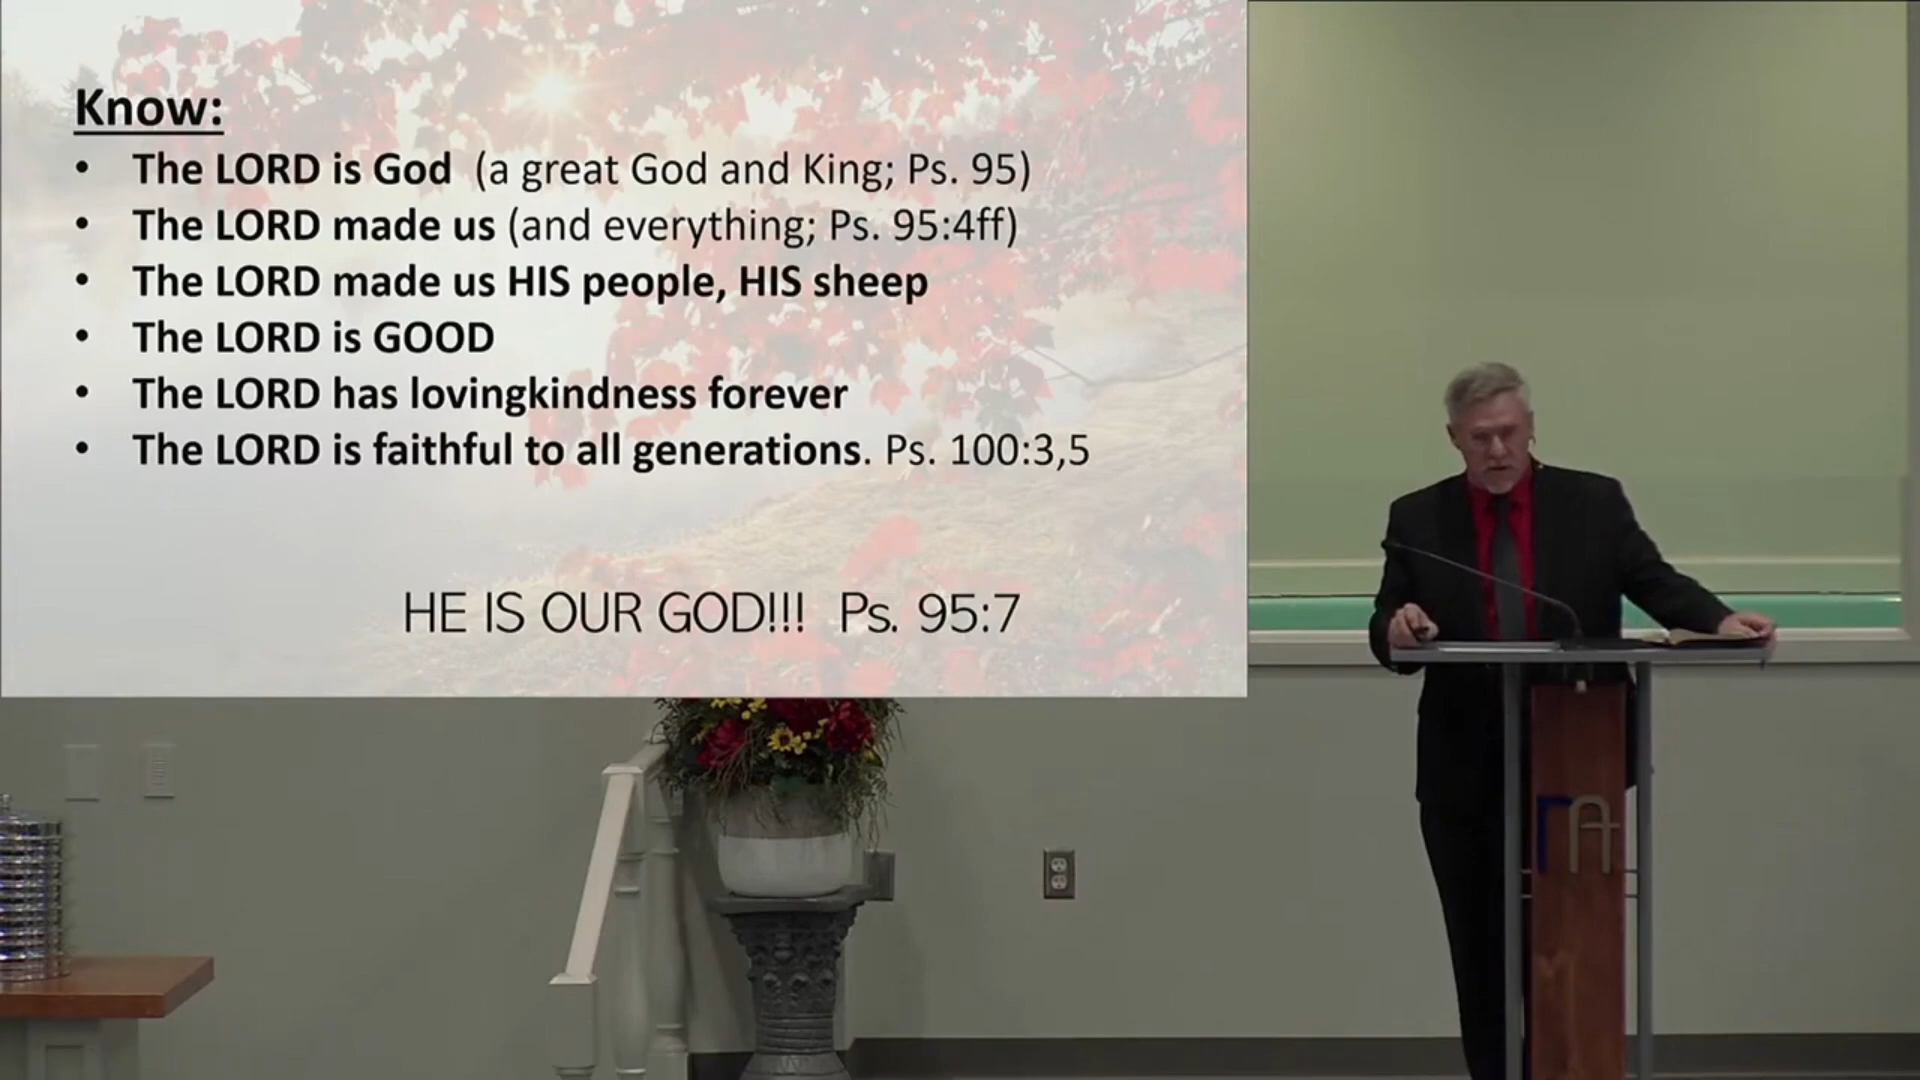 Know:
• The LORD is God (a great God and King; Ps. 95)
• The LORD made us (and everything; Ps. 95:4ff)
• The LORD made us HIS people, HIS sheep
• The LORD is GOOD
• The LORD has lovingkindness forever
• The LORD is faithful to all generations. Ps. 100:3,5
HE IS OUR GOD!!! Ps. 95:7